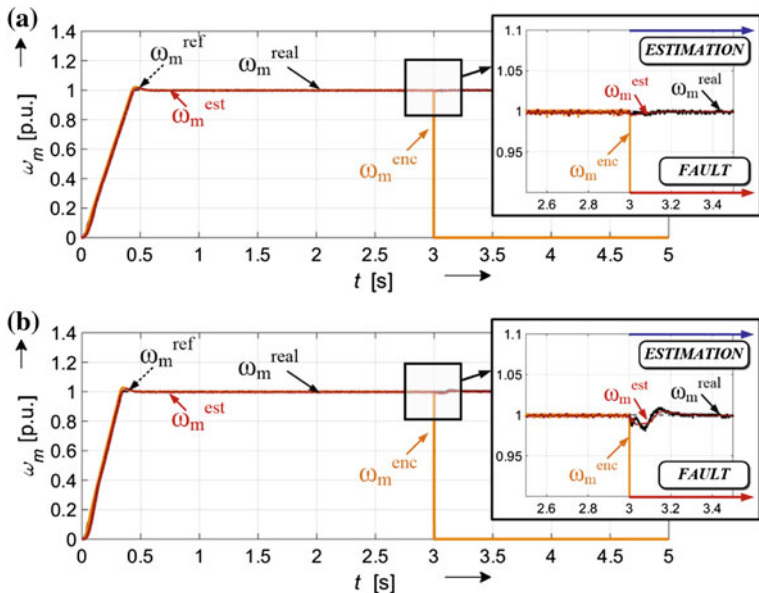 (a)
1.4
1.2
1
0.8
0.6
0.4
0.2
0
ω_m [p.u.]
ω_m^ref
ω_m^real
ω_m^est
ω_m^enc
0 0.5 1 1.5 2 2.5 3 3.5 4 4.5 5
t [s]
1.1
1.05
1
0.95
ESTIMATION
ω_m^est
ω_m^real
ω_m^enc
FAULT
2.6 2.8 3 3.2 3.4
(b)
1.4
1.2
1
0.8
0.6
0.4
0.2
0
ω_m [p.u.]
ω_m^ref
ω_m^real
ω_m^est
ω_m^enc
0 0.5 1 1.5 2 2.5 3 3.5 4 4.5 5
t [s]
1.1
1.05
1
0.95
ESTIMATION
ω_m^est
ω_m^real
ω_m^enc
FAULT
2.6 2.8 3 3.2 3.4